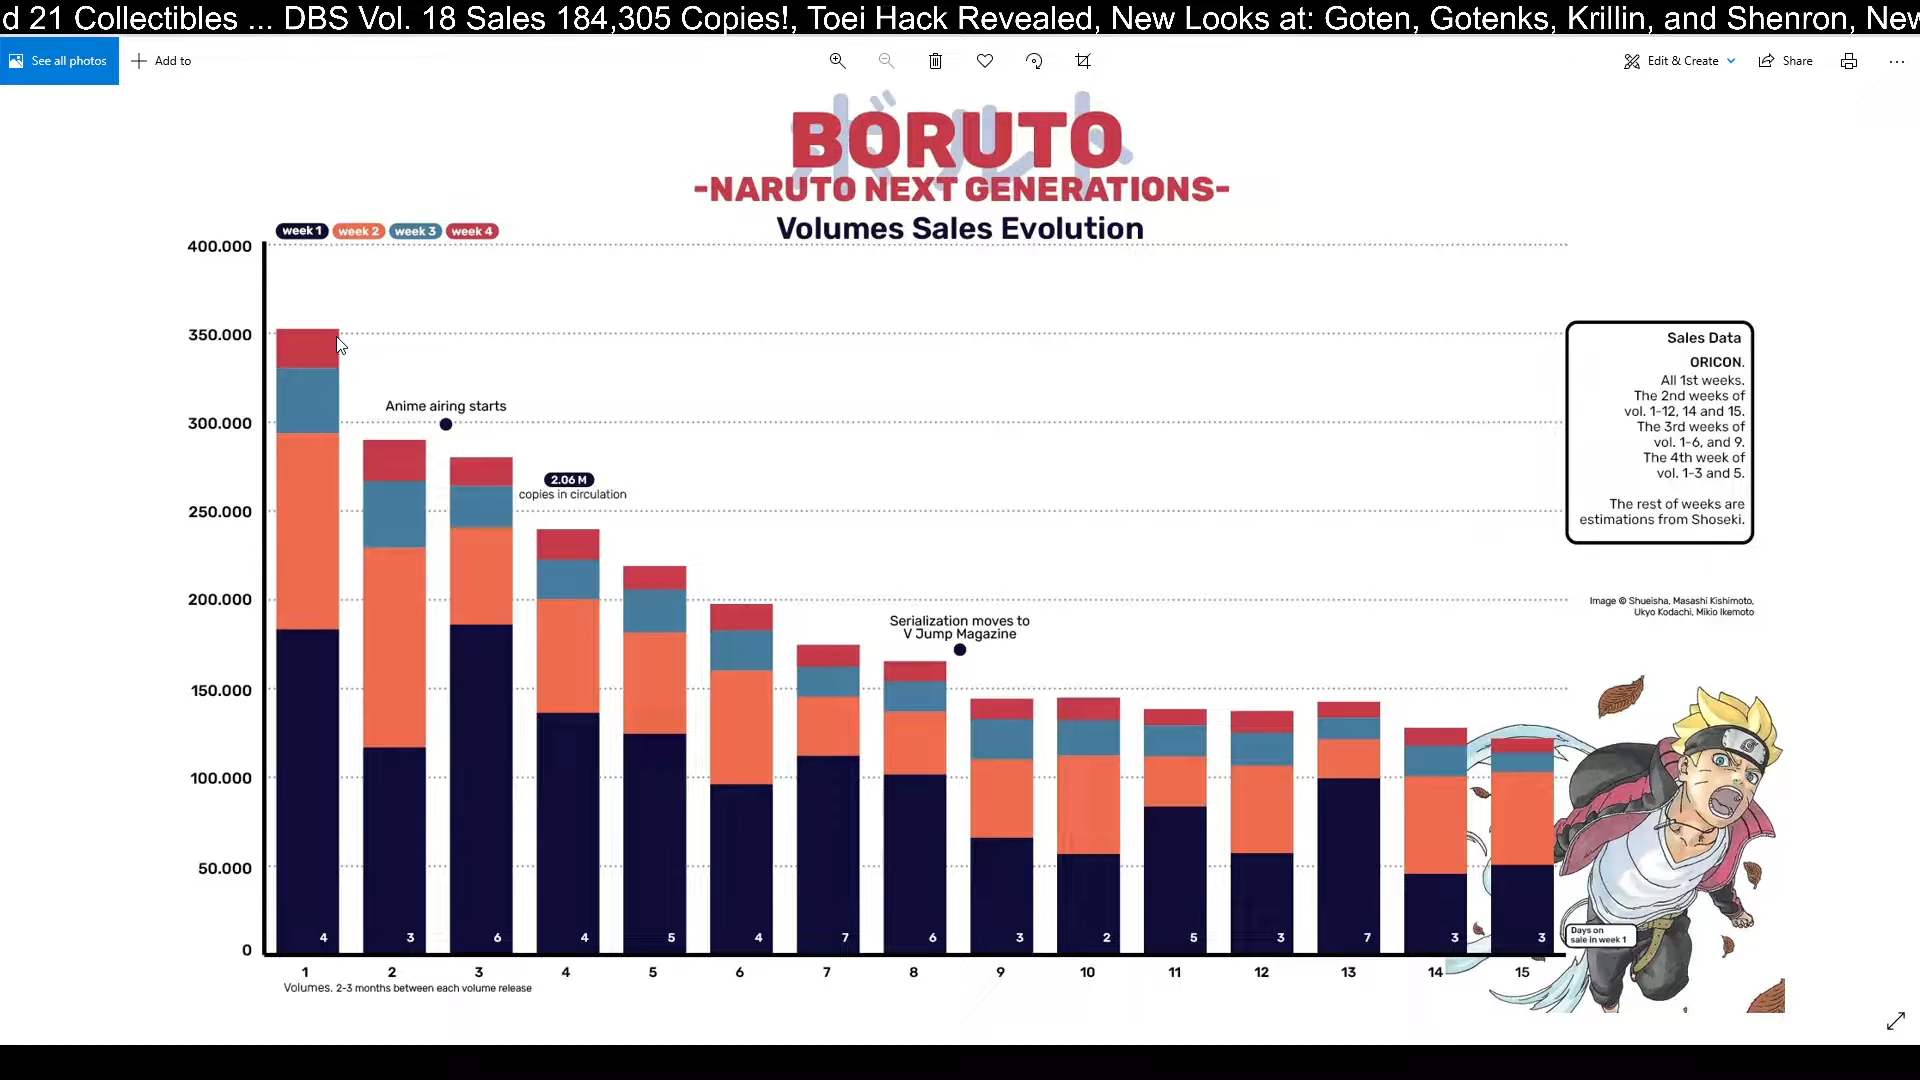 d 21 Collectibles ... DBS Vol. 18 Sales 184,305 Copies!, Toei Hack Revealed, New Looks at: Goten, Gotenks, Krillin, and Shenron, New
See all photos
Add to
Edit & Create
Share
ボルト
BORUTO
-NARUTO NEXT GENERATIONS-
Volumes Sales Evolution
week 1 week 2 week 3 week 4
400.000
350.000
300.000
250.000
200.000
150.000
100.000
50.000
0
Anime airing starts
2.06 M
copies in circulation
Serialization moves to
V Jump Magazine
Sales Data
ORICON.
All 1st weeks.
The 2nd weeks of
vol. 1-12, 14 and 15.
The 3rd weeks of
vol. 1-6, and 9.
The 4th week of
vol. 1-3 and 5.
The rest of weeks are
estimations from Shoseki.
Image © Shueisha, Masashi Kishimoto,
Ukyo Kodachi, Mikio Ikemoto
4 3 6 4 5 4 7 6 3 2 5 3 7 3 3
Days on
sale in week 1
1 2 3 4 5 6 7 8 9 10 11 12 13 14 15
Volumes. 2-3 months between each volume release